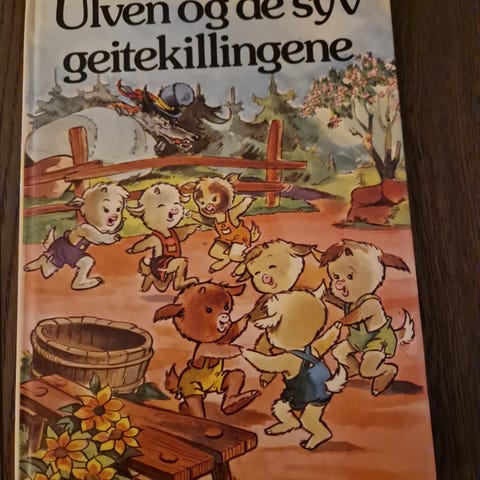 Ulven og de syv
geitekillingene